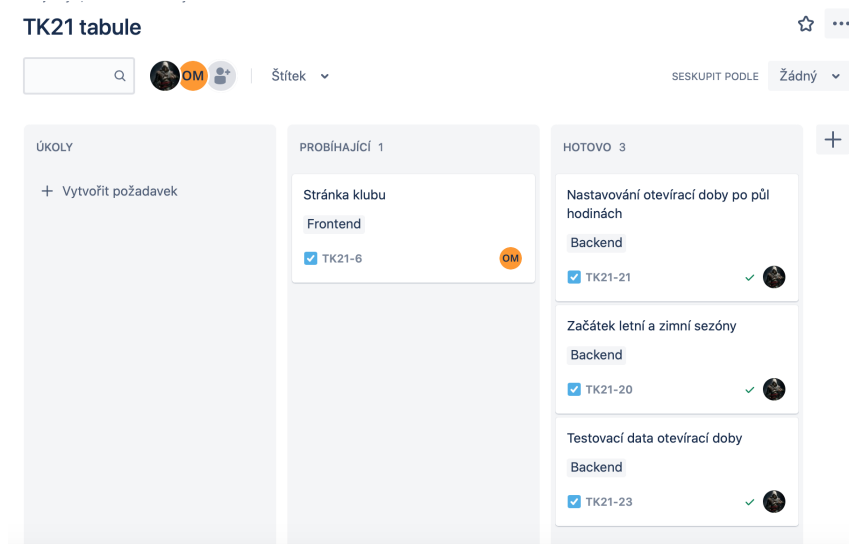 TK21 tabule
OM
Štítek
SESKUPIT PODLE
Žádný
ÚKOLY
Vytvořit požadavek
PROBÍHAJÍCÍ 1
Stránka klubu
Frontend
TK21-6
OM
HOTOVO 3
Nastavování otevírací doby po půl
hodinách
Backend
TK21-21
Začátek letní a zimní sezóny
Backend
TK21-20
Testovací data otevírací doby
Backend
TK21-23